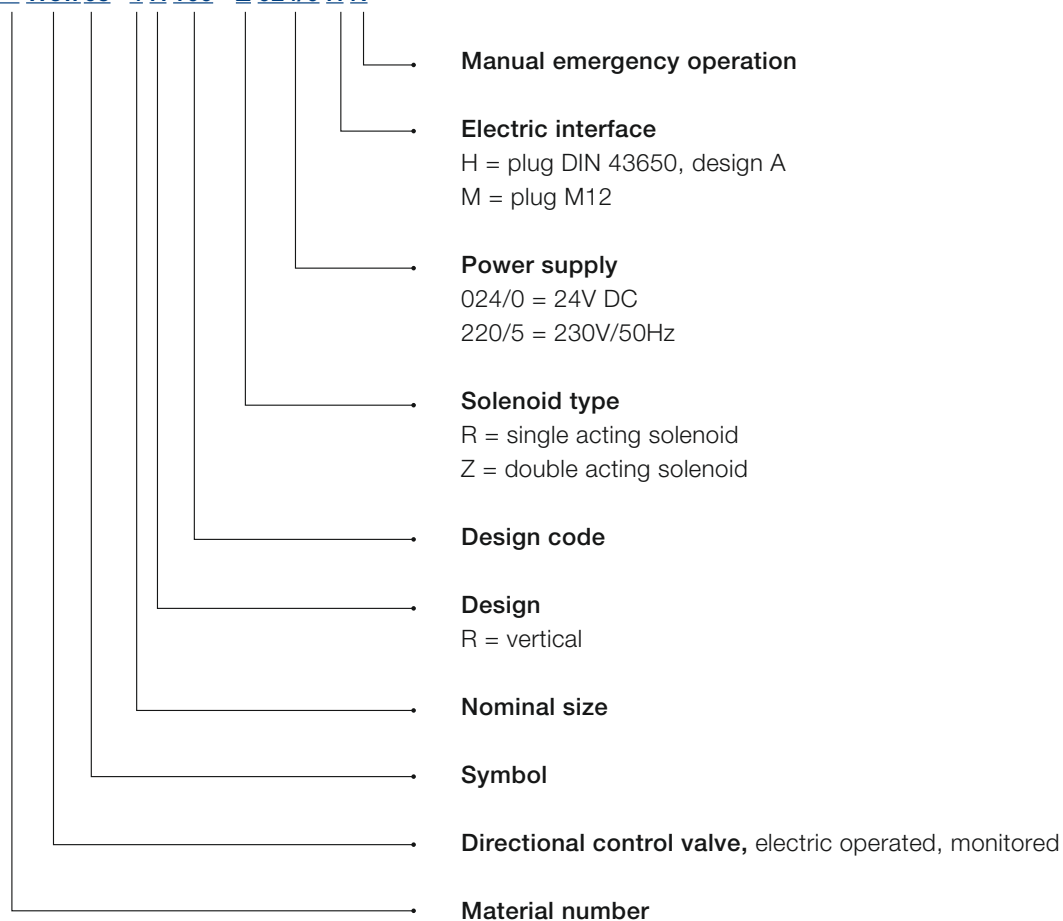 Manual emergency operation
Electric interface
H = plug DIN 43650, design A
M = plug M12
Power supply
024/0 = 24V DC
220/5 = 230V/50Hz
Solenoid type
R = single acting solenoid
Z = double acting solenoid
Design code
Design
R = vertical
Nominal size
Symbol
Directional control valve, electric operated, monitored
Material number